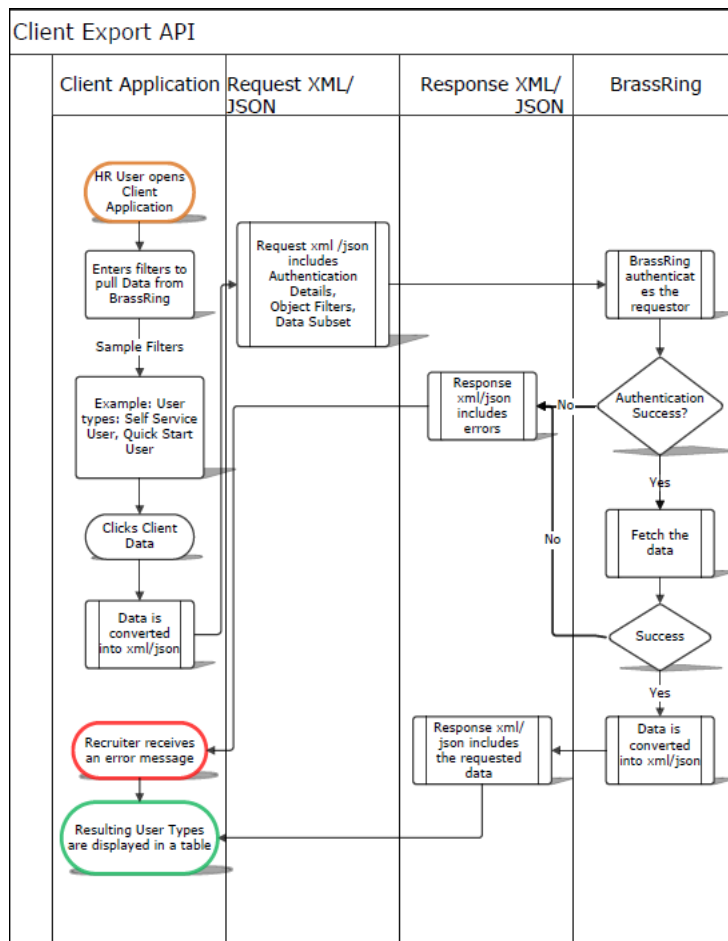 Client Export API
Client Application
Request XML/
JSON
Response XML/
JSON
BrassRing
HR User opens
Client
Application
Enters filters to
pull Data from
BrassRing
Sample Filters
Example: User
types: Self Service
User, Quick Start
User
Clicks Client
Data
Data is
converted
into xml/json
Request xml /json
includes
Authentication
Details,
Object Filters,
Data Subset
BrassRing
authenticat
es the
requestor
Authentication
Success?
No
Response
xml/json
includes
errors
Yes
Fetch the
data
No
Success
Yes
Data is
converted
into xml/json
Response xml/
json includes
the requested
data
Recruiter receives
an error message
Resulting User Types
are displayed in a table